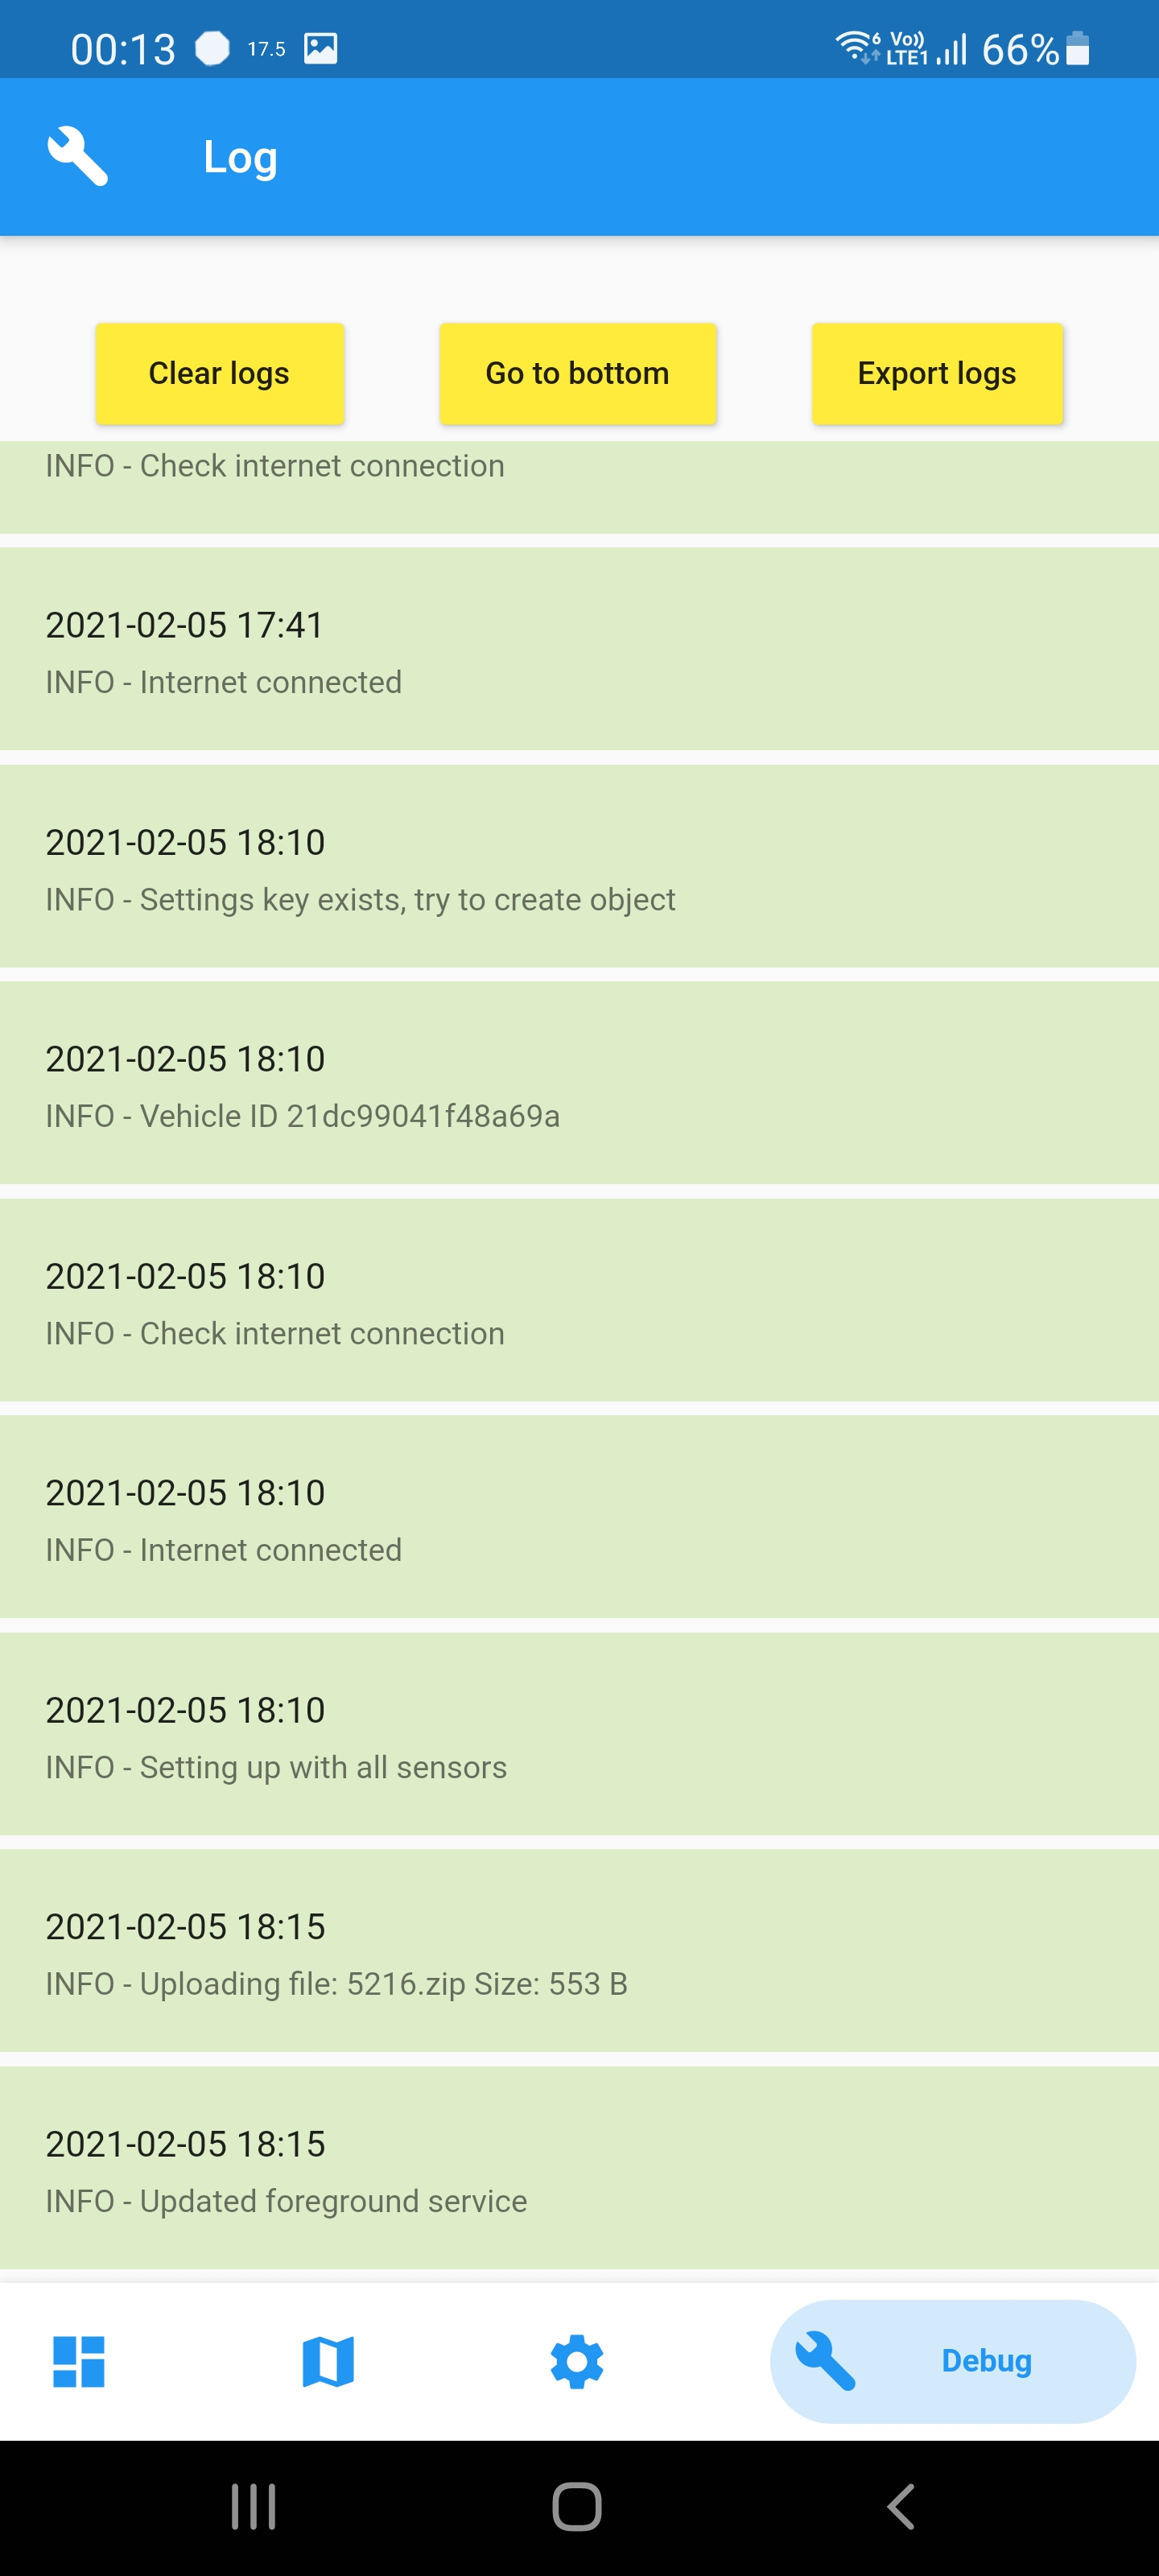 00:13 17.5 6 Vo)) LTE1 66%
Log
Clear logs Go to bottom Export logs
INFO - Check internet connection
2021-02-05 17:41
INFO - Internet connected
2021-02-05 18:10
INFO - Settings key exists, try to create object
2021-02-05 18:10
INFO - Vehicle ID 21dc99041f48a69a
2021-02-05 18:10
INFO - Check internet connection
2021-02-05 18:10
INFO - Internet connected
2021-02-05 18:10
INFO - Setting up with all sensors
2021-02-05 18:15
INFO - Uploading file: 5216.zip Size: 553 B
2021-02-05 18:15
INFO - Updated foreground service
Debug